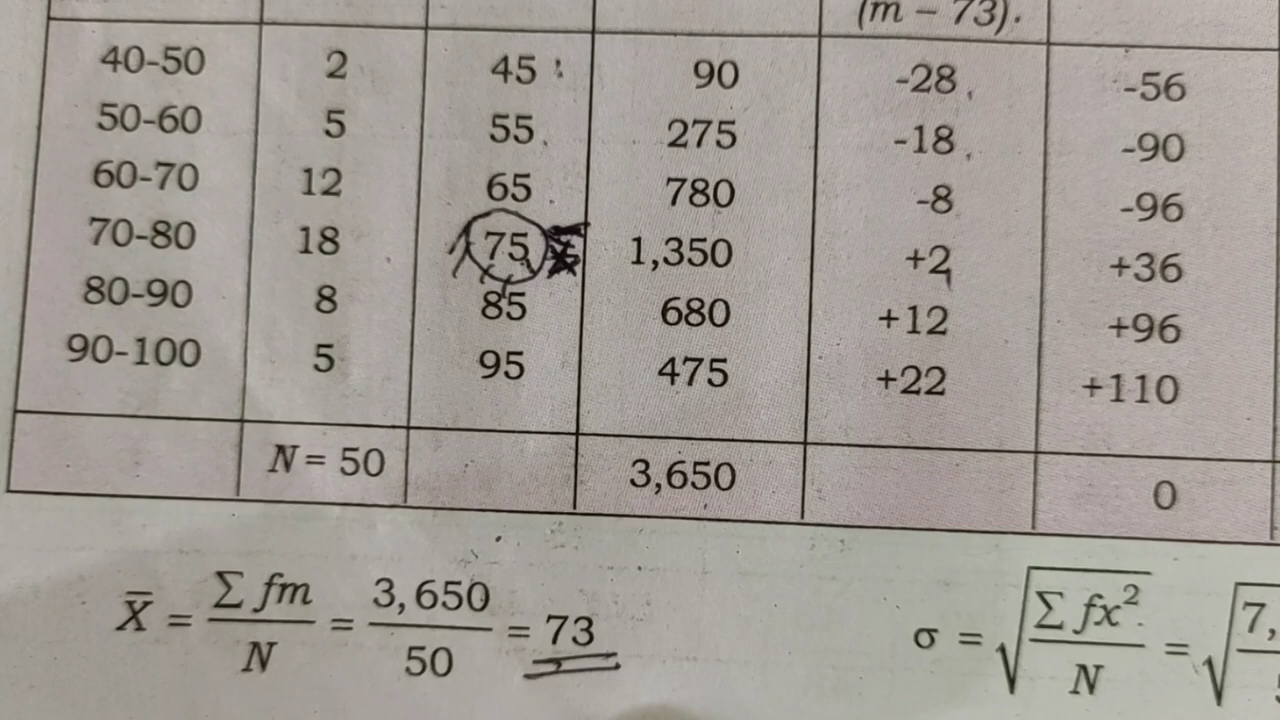 (m – 73).
40-50 2 45 90 -28 -56
50-60 5 55 275 -18 -90
60-70 12 65 780 -8 -96
70-80 18 75 1,350 +2 +36
80-90 8 85 680 +12 +96
90-100 5 95 475 +22 +110
N = 50 3,650 0
X̄ = Σ fm / N = 3,650 / 50 = 73 σ = √(Σ fx² / N) = √(7,